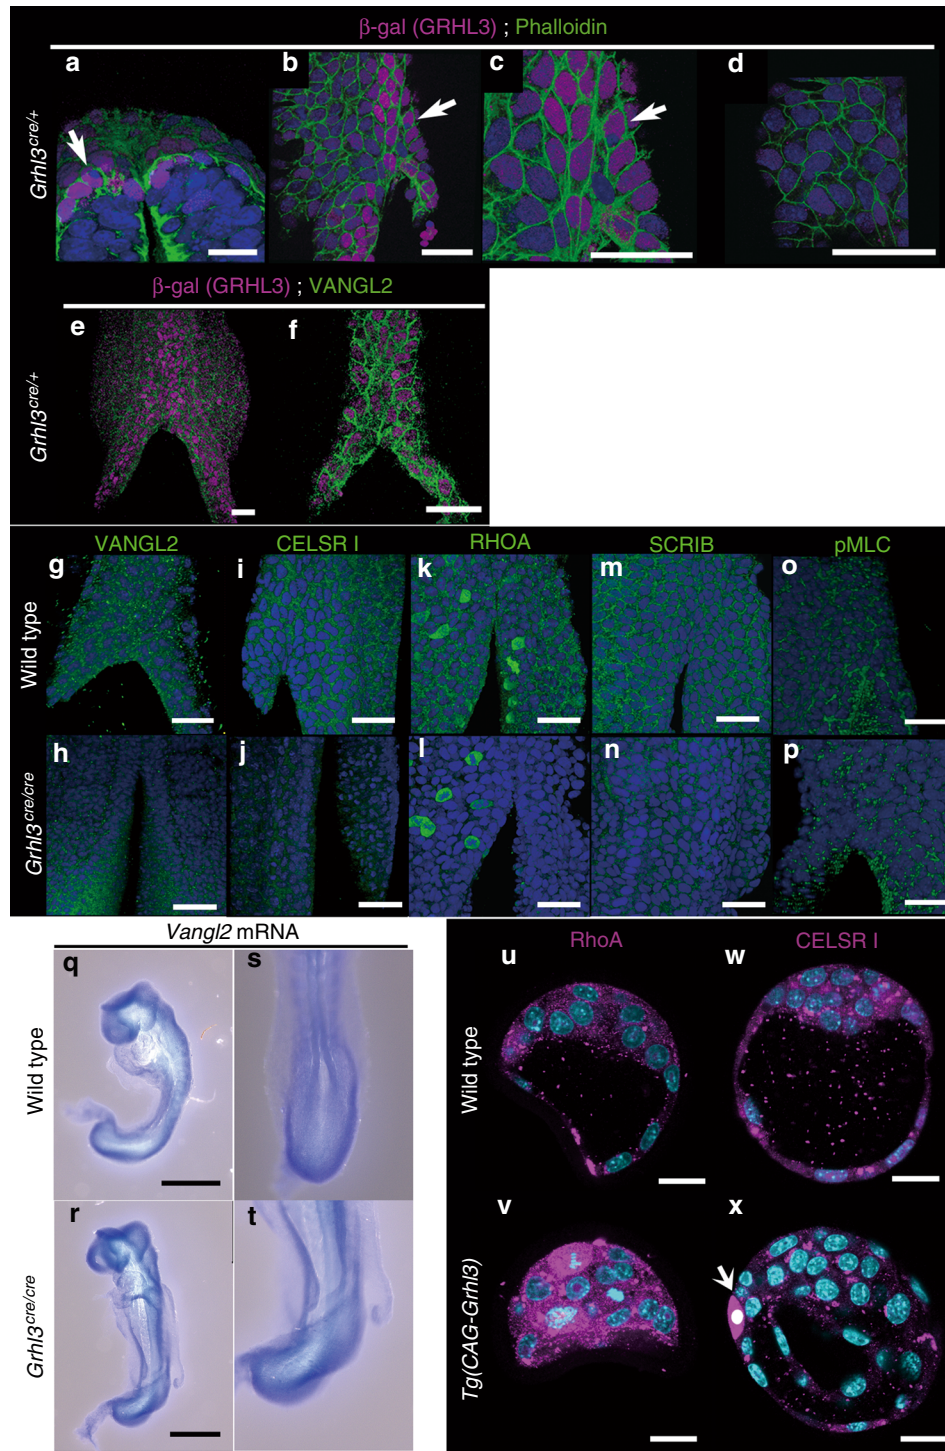 β-gal (GRHL3) ; Phalloidin
a b c d
Grhl3cre/+
β-gal (GRHL3) ; VANGL2
e f
Grhl3cre/+
VANGL2 CELSR I RHOA SCRIB pMLC
g i k m o
Wild type
h j l n p
Grhl3cre/cre
Vangl2 mRNA
q s
Wild type
r t
Grhl3cre/cre
RhoA CELSR I
u w
Wild type
v x
Tg(CAG-Grhl3)